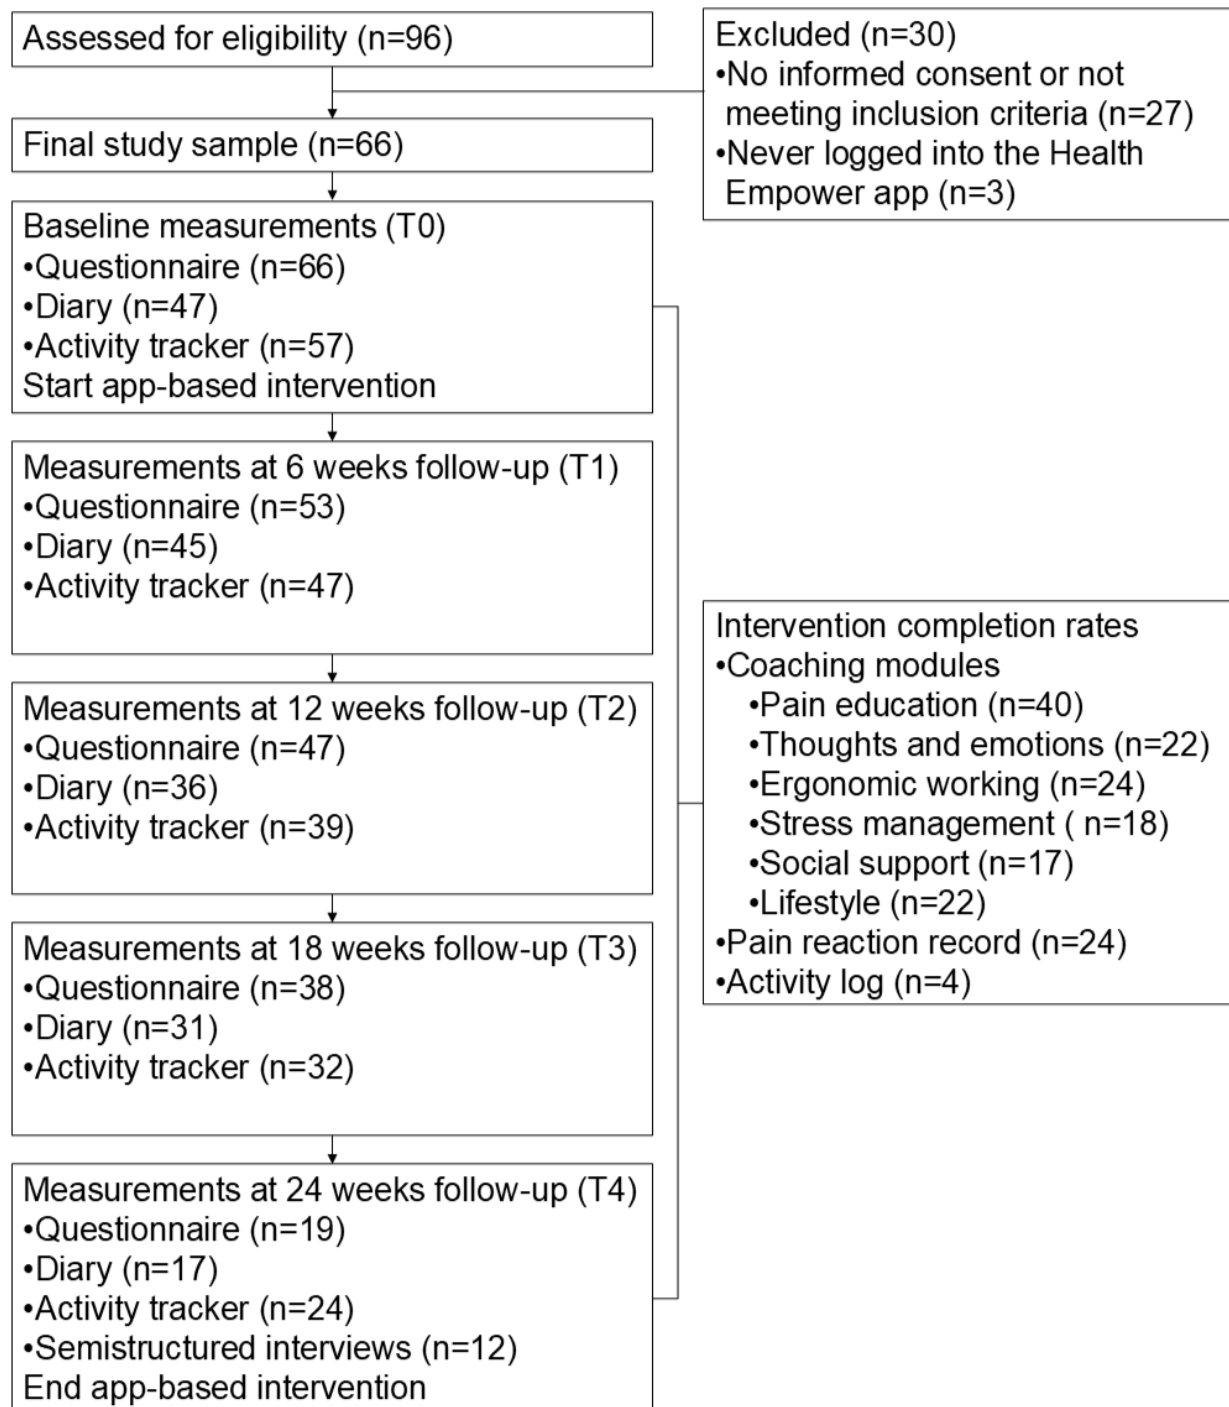 Assessed for eligibility (n=96)
Excluded (n=30)
•No informed consent or not
meeting inclusion criteria (n=27)
•Never logged into the Health
Empower app (n=3)
Final study sample (n=66)
Baseline measurements (T0)
•Questionnaire (n=66)
•Diary (n=47)
•Activity tracker (n=57)
Start app-based intervention
Measurements at 6 weeks follow-up (T1)
•Questionnaire (n=53)
•Diary (n=45)
•Activity tracker (n=47)
Measurements at 12 weeks follow-up (T2)
•Questionnaire (n=47)
•Diary (n=36)
•Activity tracker (n=39)
Measurements at 18 weeks follow-up (T3)
•Questionnaire (n=38)
•Diary (n=31)
•Activity tracker (n=32)
Measurements at 24 weeks follow-up (T4)
•Questionnaire (n=19)
•Diary (n=17)
•Activity tracker (n=24)
•Semistructured interviews (n=12)
End app-based intervention
Intervention completion rates
•Coaching modules
•Pain education (n=40)
•Thoughts and emotions (n=22)
•Ergonomic working (n=24)
•Stress management ( n=18)
•Social support (n=17)
•Lifestyle (n=22)
•Pain reaction record (n=24)
•Activity log (n=4)